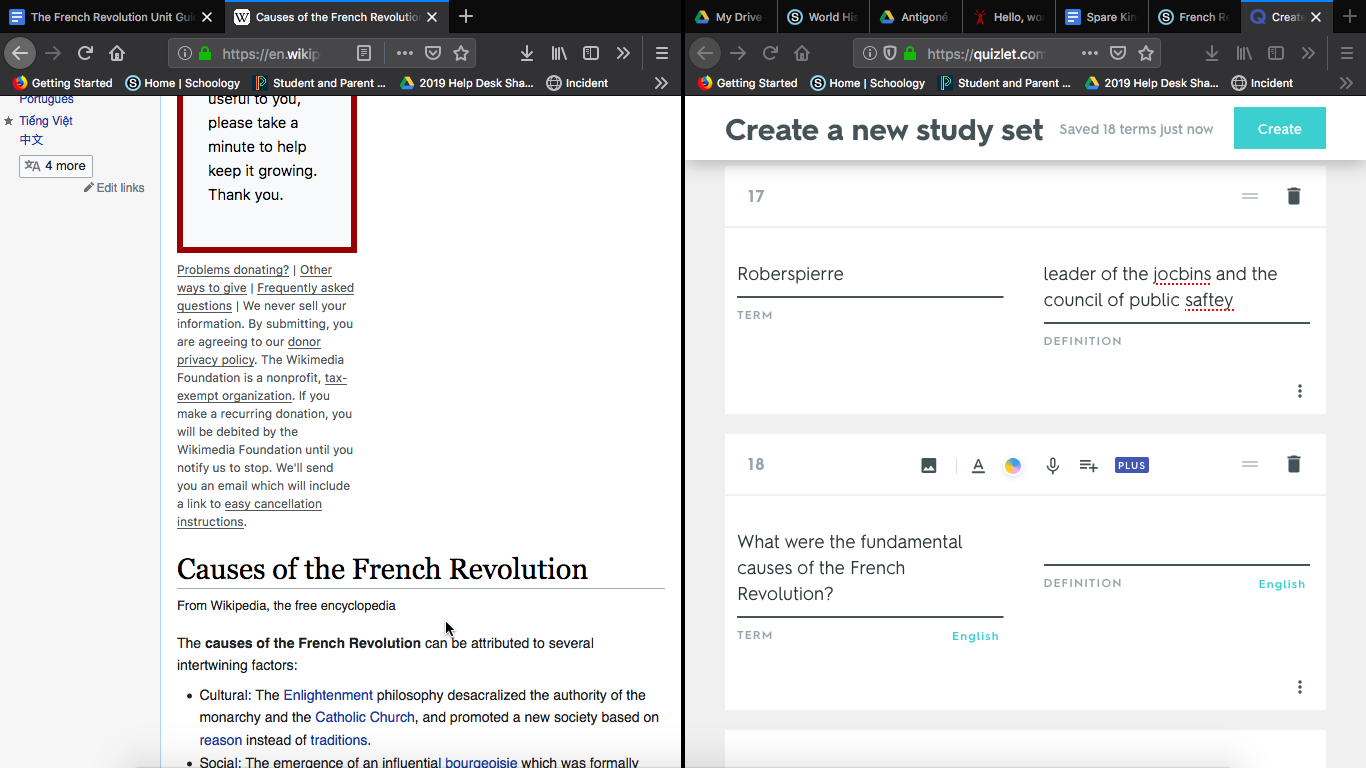 The French Revolution Unit Gui
Causes of the French Revolution
https://en.wikip
Getting Started
Home | Schoology
Student and Parent ...
2019 Help Desk Sha...
Incident
Português
Tiếng Việt
中文
4 more
Edit links
useful to you,
please take a
minute to help
keep it growing.
Thank you.
Problems donating? | Other
ways to give | Frequently asked
questions | We never sell your
information. By submitting, you
are agreeing to our donor
privacy policy. The Wikimedia
Foundation is a nonprofit, tax-
exempt organization. If you
make a recurring donation, you
will be debited by the
Wikimedia Foundation until you
notify us to stop. We'll send
you an email which will include
a link to easy cancellation
instructions.
Causes of the French Revolution
From Wikipedia, the free encyclopedia
The causes of the French Revolution can be attributed to several
intertwining factors:
• Cultural: The Enlightenment philosophy desacralized the authority of the
monarchy and the Catholic Church, and promoted a new society based on
reason instead of traditions.
• Social: The emergence of an influential bourgeoisie which was formally
My Drive
World His
Antigoné
Hello, wo
Spare Kin
French Re
Create
https://quizlet.com
Getting Started
Home | Schoology
Student and Parent ...
2019 Help Desk Sha...
Incident
Create a new study set
Saved 18 terms just now
Create
17
Roberspierre
TERM
leader of the jocbins and the
council of public saftey
DEFINITION
18
PLUS
What were the fundamental
causes of the French
Revolution?
TERM
English
DEFINITION
English